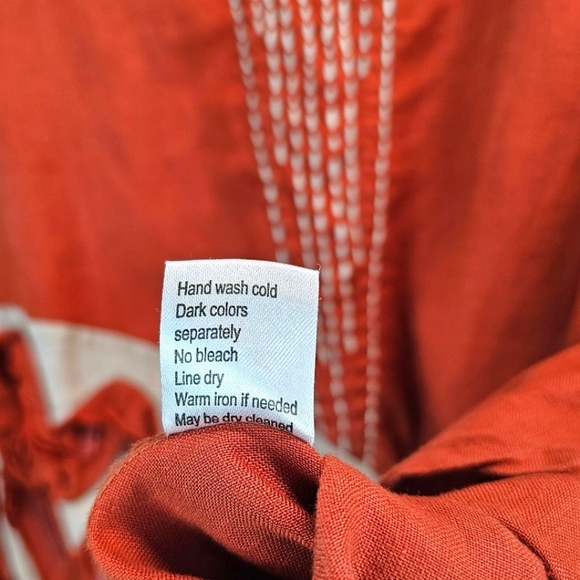 Hand wash cold
Dark colors
separately
No bleach
Line dry
Warm iron if needed
May be dry cleaned